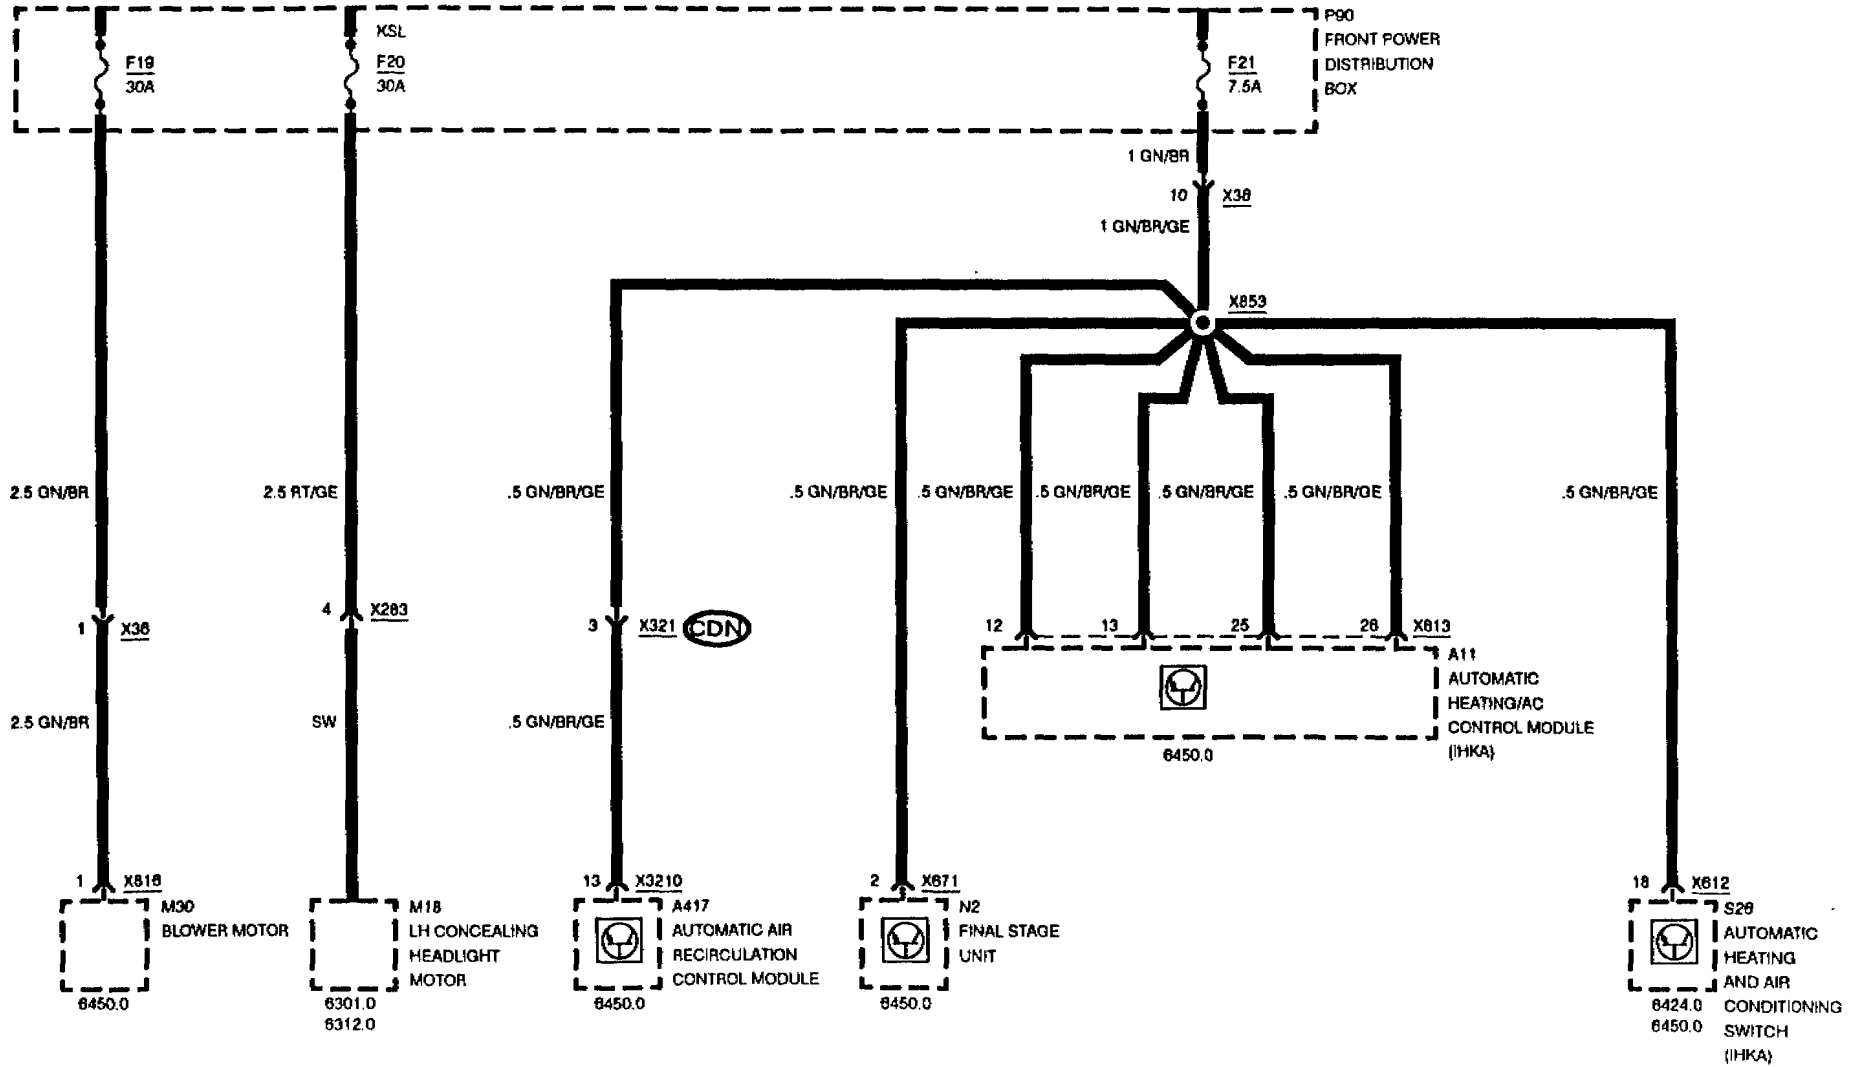 P90
FRONT POWER
DISTRIBUTION
BOX
F19
30A
KSL
F20
30A
F21
7.5A
1 GN/BR
10 X38
1 GN/BR/GE
X853
2.5 GN/BR
2.5 RT/GE
.5 GN/BR/GE
.5 GN/BR/GE
.5 GN/BR/GE
.5 GN/BR/GE
.5 GN/BR/GE
.5 GN/BR/GE
.5 GN/BR/GE
1 X36
4 X283
3 X321 CDN
12 13 25 26 X613
A11
AUTOMATIC
HEATING/AC
CONTROL MODULE
(IHKA)
6450.0
2.5 GN/BR
SW
.5 GN/BR/GE
1 X616
M30
BLOWER MOTOR
6450.0
M18
LH CONCEALING
HEADLIGHT
MOTOR
6301.0
6312.0
13 X3210
A417
AUTOMATIC AIR
RECIRCULATION
CONTROL MODULE
6450.0
2 X671
N2
FINAL STAGE
UNIT
6450.0
18 X612
S26
AUTOMATIC
HEATING
AND AIR
CONDITIONING
SWITCH
(IHKA)
6424.0
6450.0